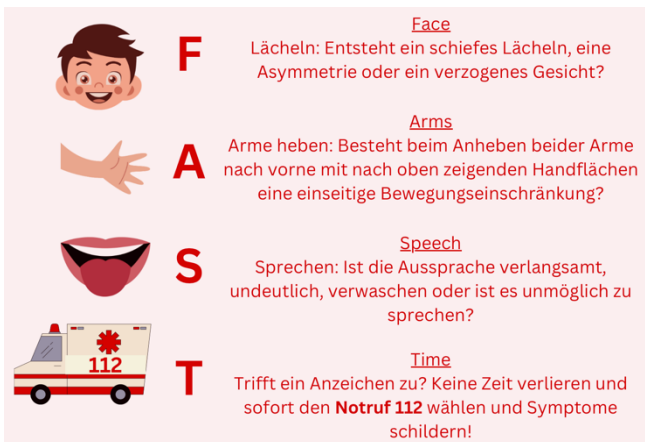 F
Face
Lächeln: Entsteht ein schiefes Lächeln, eine
Asymmetrie oder ein verzogenes Gesicht?
A
Arms
Arme heben: Besteht beim Anheben beider Arme
nach vorne mit nach oben zeigenden Handflächen
eine einseitige Bewegungseinschränkung?
S
Speech
Sprechen: Ist die Aussprache verlangsamt,
undeutlich, verwaschen oder ist es unmöglich zu
sprechen?
112
T
Time
Trifft ein Anzeichen zu? Keine Zeit verlieren und
sofort den Notruf 112 wählen und Symptome
schildern!